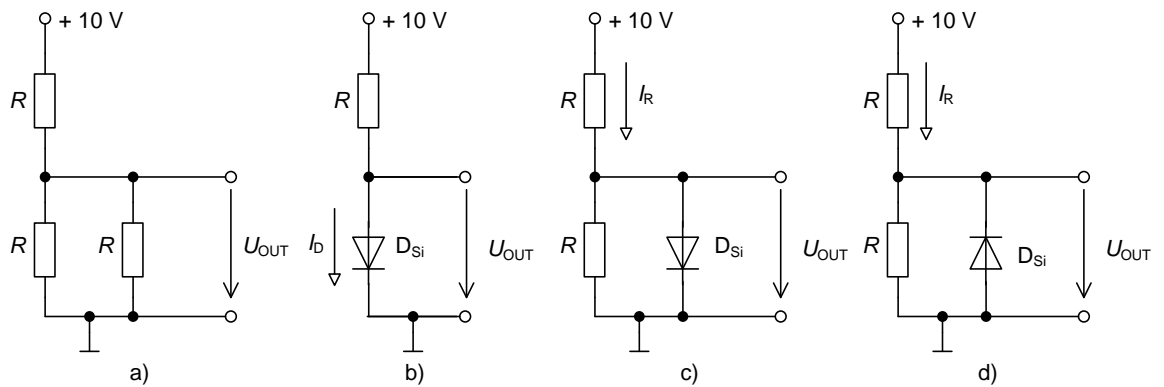 + 10 V + 10 V + 10 V + 10 V
R R R I_R R I_R
R R U_OUT I_D D_Si U_OUT R D_Si U_OUT R D_Si U_OUT
a) b) c) d)